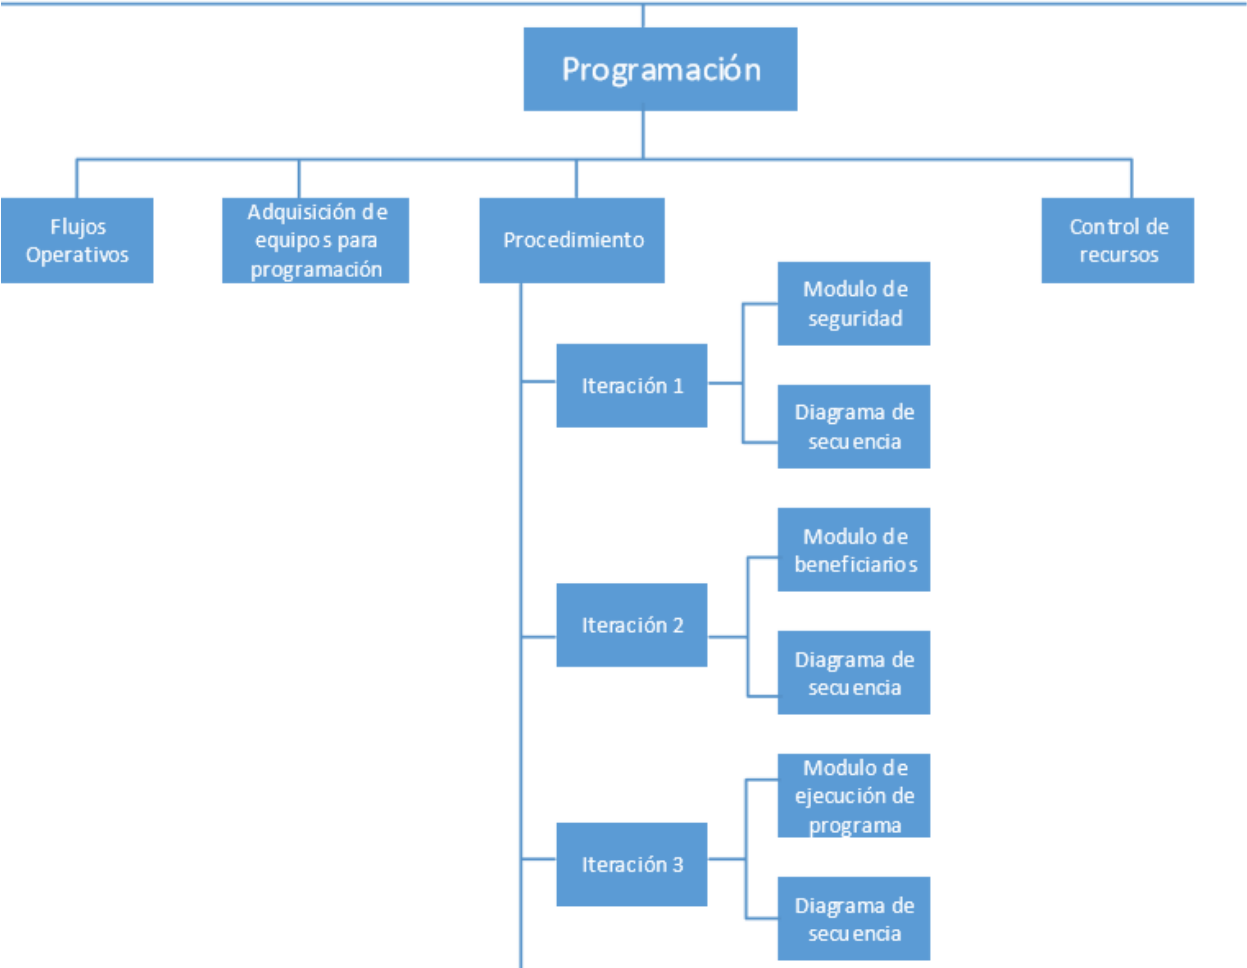 Programación
Flujos
Operativos
Adquisición de
equipos para
programación
Procedimiento
Control de
recursos
Modulo de
seguridad
Iteración 1
Diagrama de
secuencia
Modulo de
beneficiarios
Iteración 2
Diagrama de
secuencia
Modulo de
ejecución de
programa
Iteración 3
Diagrama de
secuencia